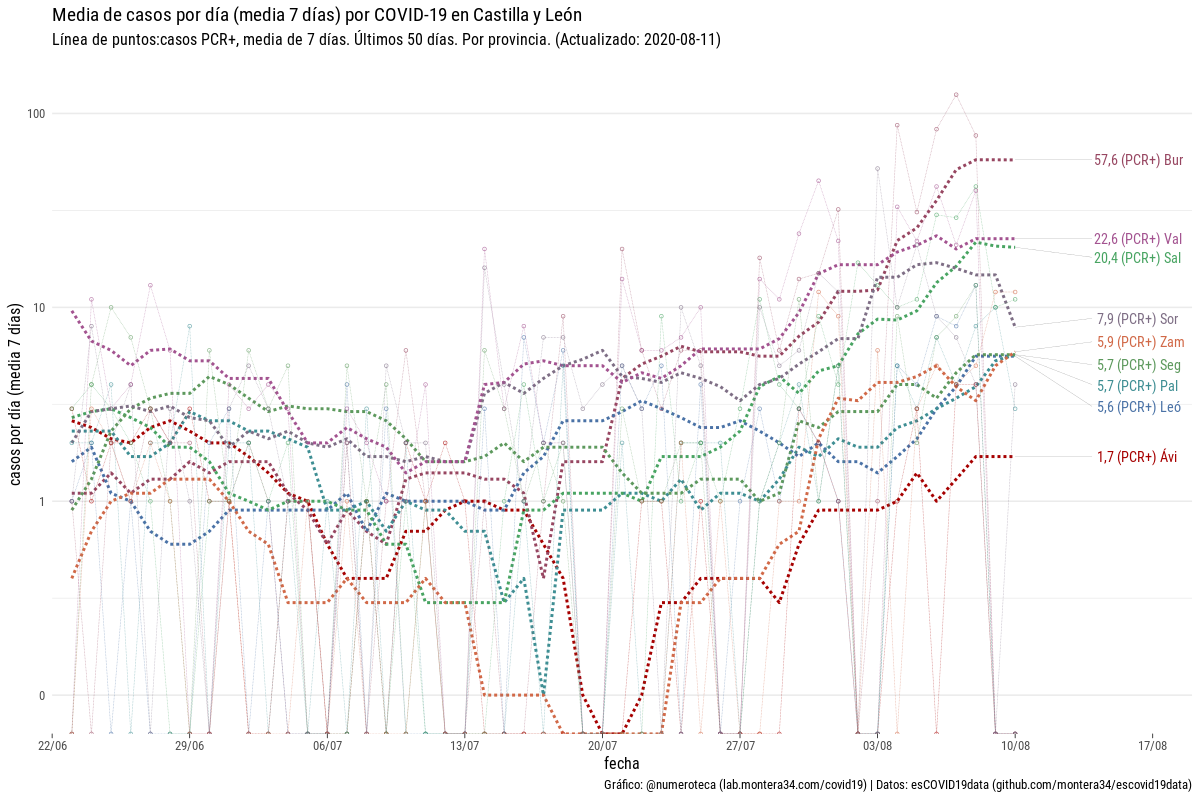 Media de casos por día (media 7 días) por COVID-19 en Castilla y León
Línea de puntos:casos PCR+, media de 7 días. Últimos 50 días. Por provincia. (Actualizado: 2020-08-11)
casos por día (media 7 días)
100
10
1
0
57,6 (PCR+) Bur
22,6 (PCR+) Val
20,4 (PCR+) Sal
7,9 (PCR+) Sor
5,9 (PCR+) Zam
5,7 (PCR+) Seg
5,7 (PCR+) Pal
5,6 (PCR+) Leó
1,7 (PCR+) Ávi
22/06 29/06 06/07 13/07 20/07 27/07 03/08 10/08 17/08
fecha
Gráfico: @numeroteca (lab.montera34.com/covid19) | Datos: esCOVID19data (github.com/montera34/escovid19data)